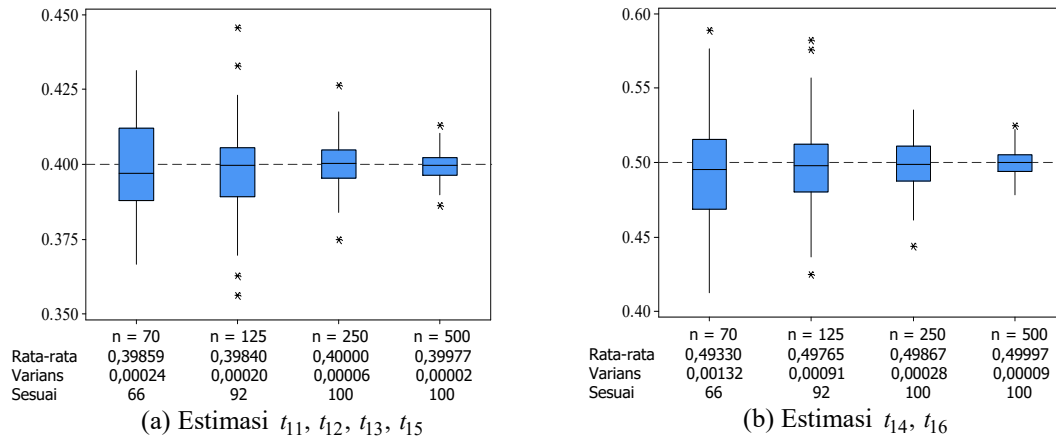 0.450
0.425
0.400
0.375
0.350
n = 70 n = 125 n = 250 n = 500
Rata-rata 0,39859 0,39840 0,40000 0,39977
Varians 0,00024 0,00020 0,00006 0,00002
Sesuai 66 92 100 100
(a) Estimasi t11, t12, t13, t15
0.60
0.55
0.50
0.45
0.40
n = 70 n = 125 n = 250 n = 500
Rata-rata 0,49330 0,49765 0,49867 0,49997
Varians 0,00132 0,00091 0,00028 0,00009
Sesuai 66 92 100 100
(b) Estimasi t14, t16